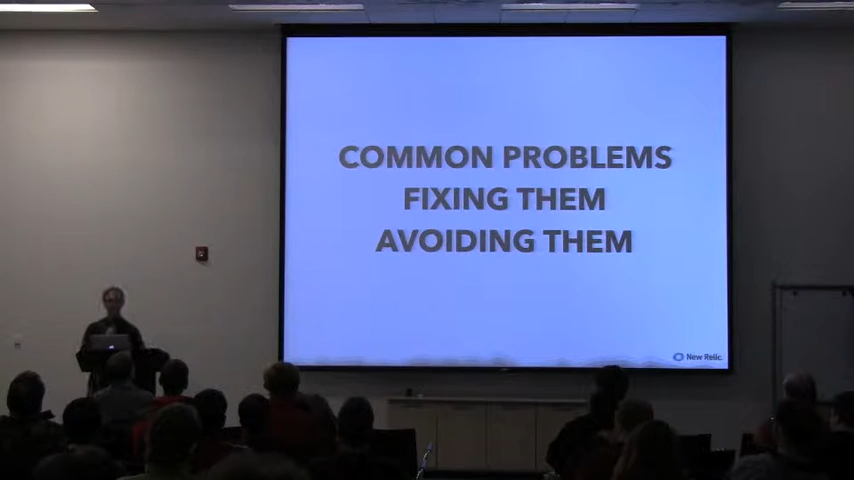 COMMON PROBLEMS
FIXING THEM
AVOIDING THEM
New Relic.